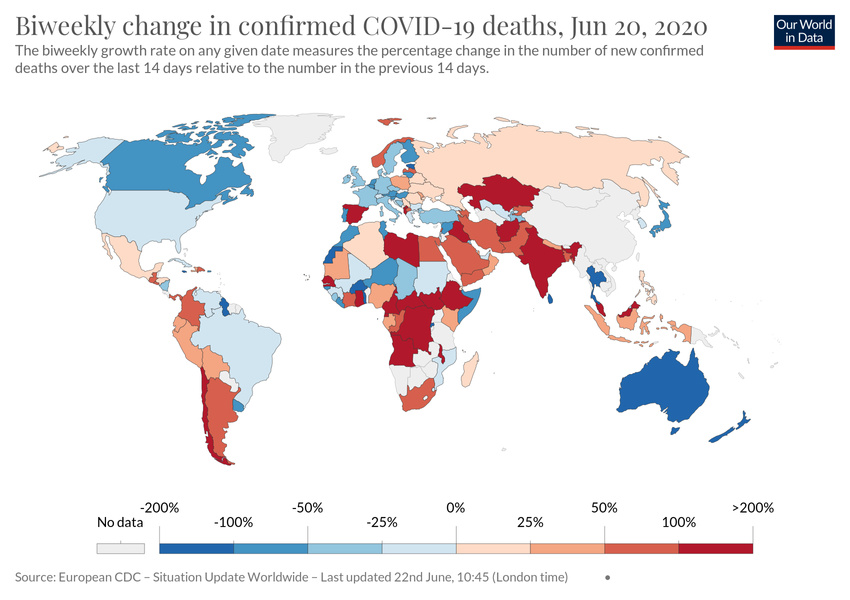 Biweekly change in confirmed COVID-19 deaths, Jun 20, 2020
Our World
in Data
The biweekly growth rate on any given date measures the percentage change in the number of new confirmed
deaths over the last 14 days relative to the number in the previous 14 days.
-200% -50% 0% 50% >200%
No data -100% -25% 25% 100%
Source: European CDC – Situation Update Worldwide – Last updated 22nd June, 10:45 (London time) •